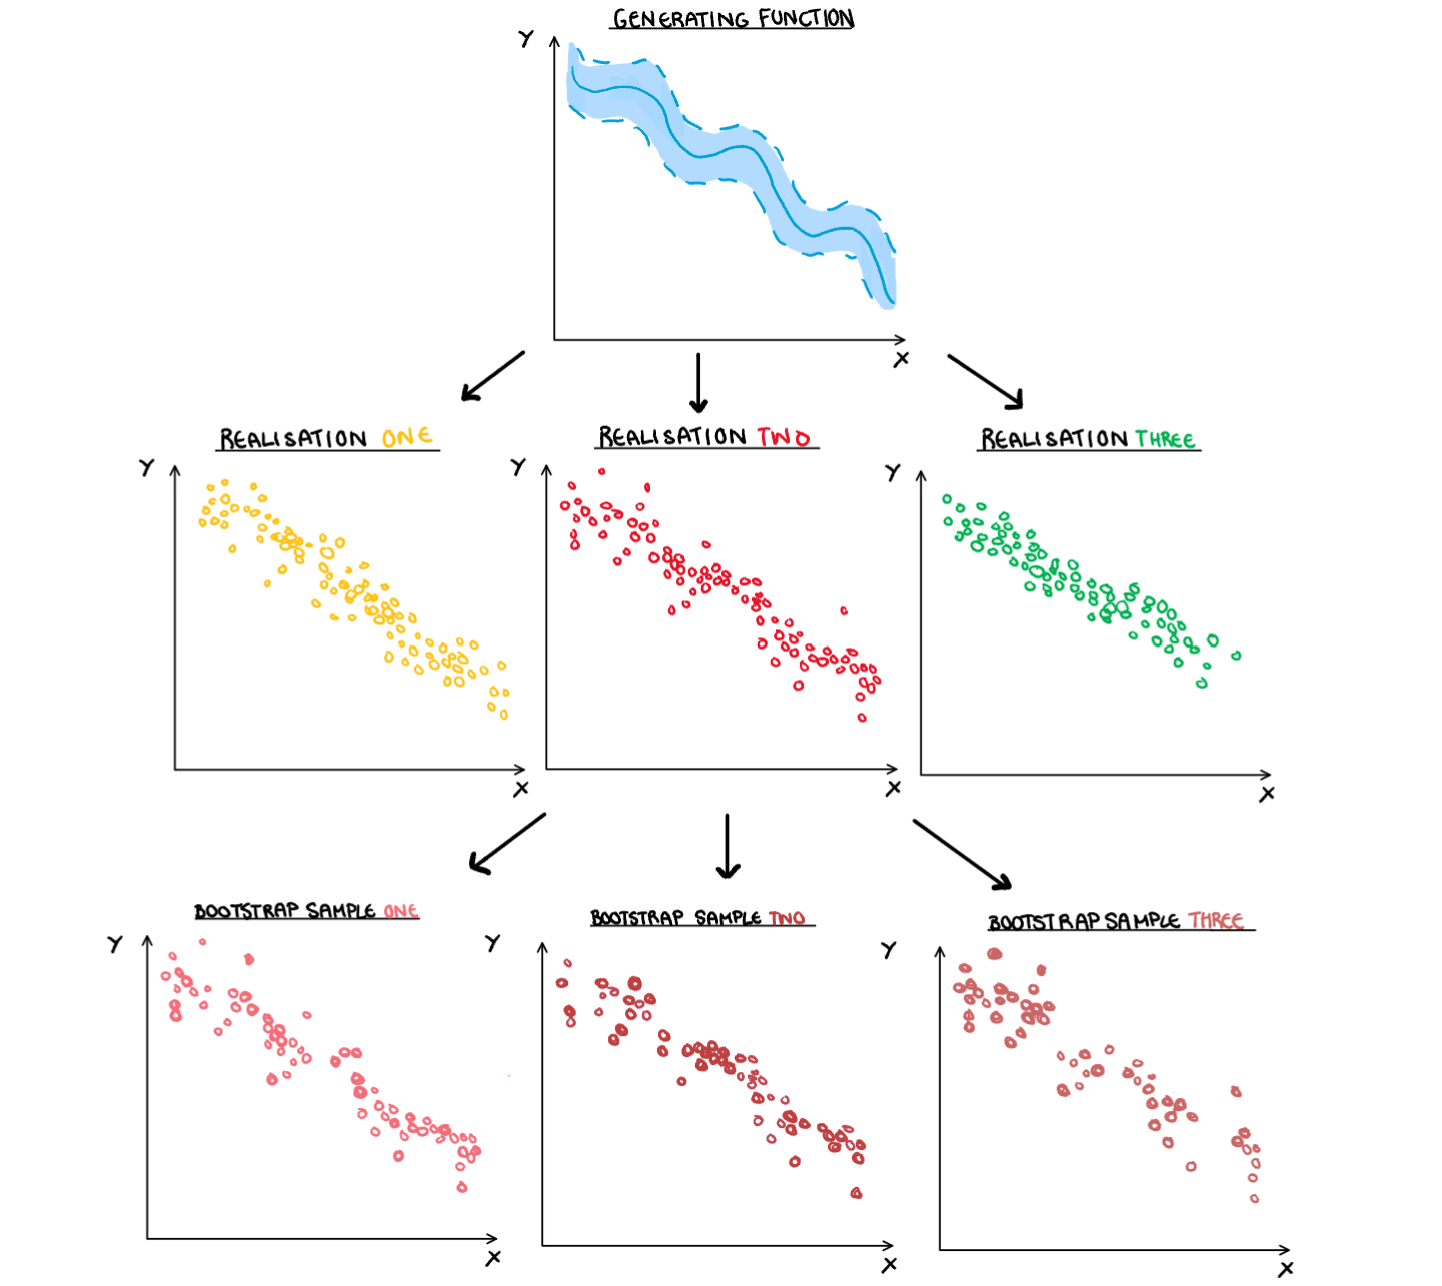 GENERATING FUNCTION
Y
X
REALISATION ONE
REALISATION TWO
REALISATION THREE
Y
Y
Y
X
X
X
BOOTSTRAP SAMPLE ONE
BOOTSTRAP SAMPLE TWO
BOOTSTRAP SAMPLE THREE
Y
Y
Y
X
X
X